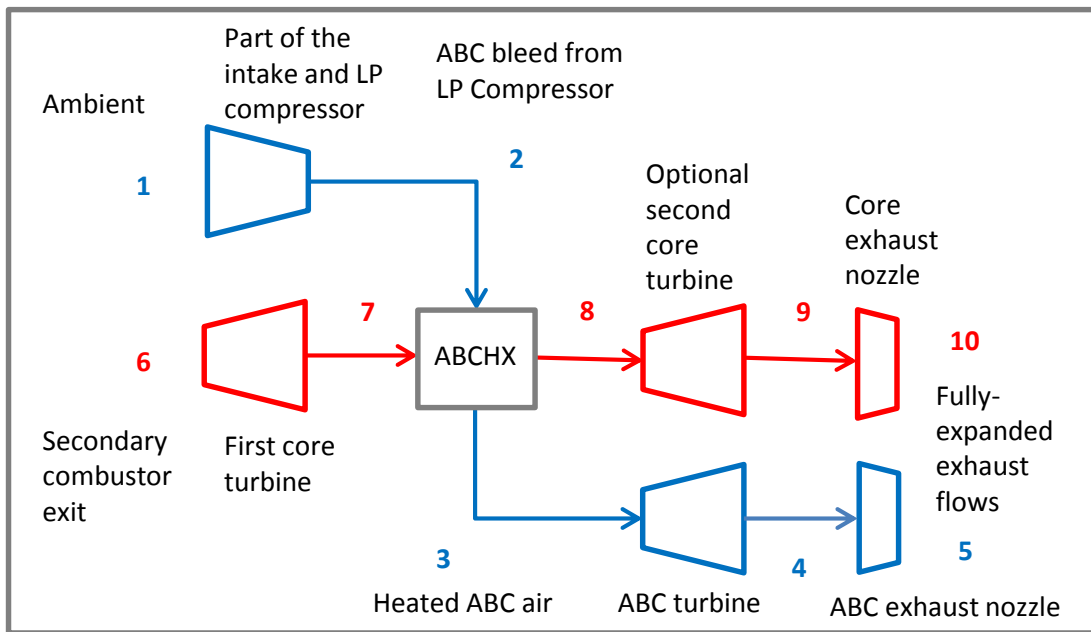 Part of the
intake and LP
compressor
ABC bleed from
LP Compressor
Ambient
1
2
Optional
second
core
turbine
Core
exhaust
nozzle
7
8
9
6
ABCHX
10
Secondary
combustor
exit
First core
turbine
Fully-
expanded
exhaust
flows
3
4
5
Heated ABC air
ABC turbine
ABC exhaust nozzle